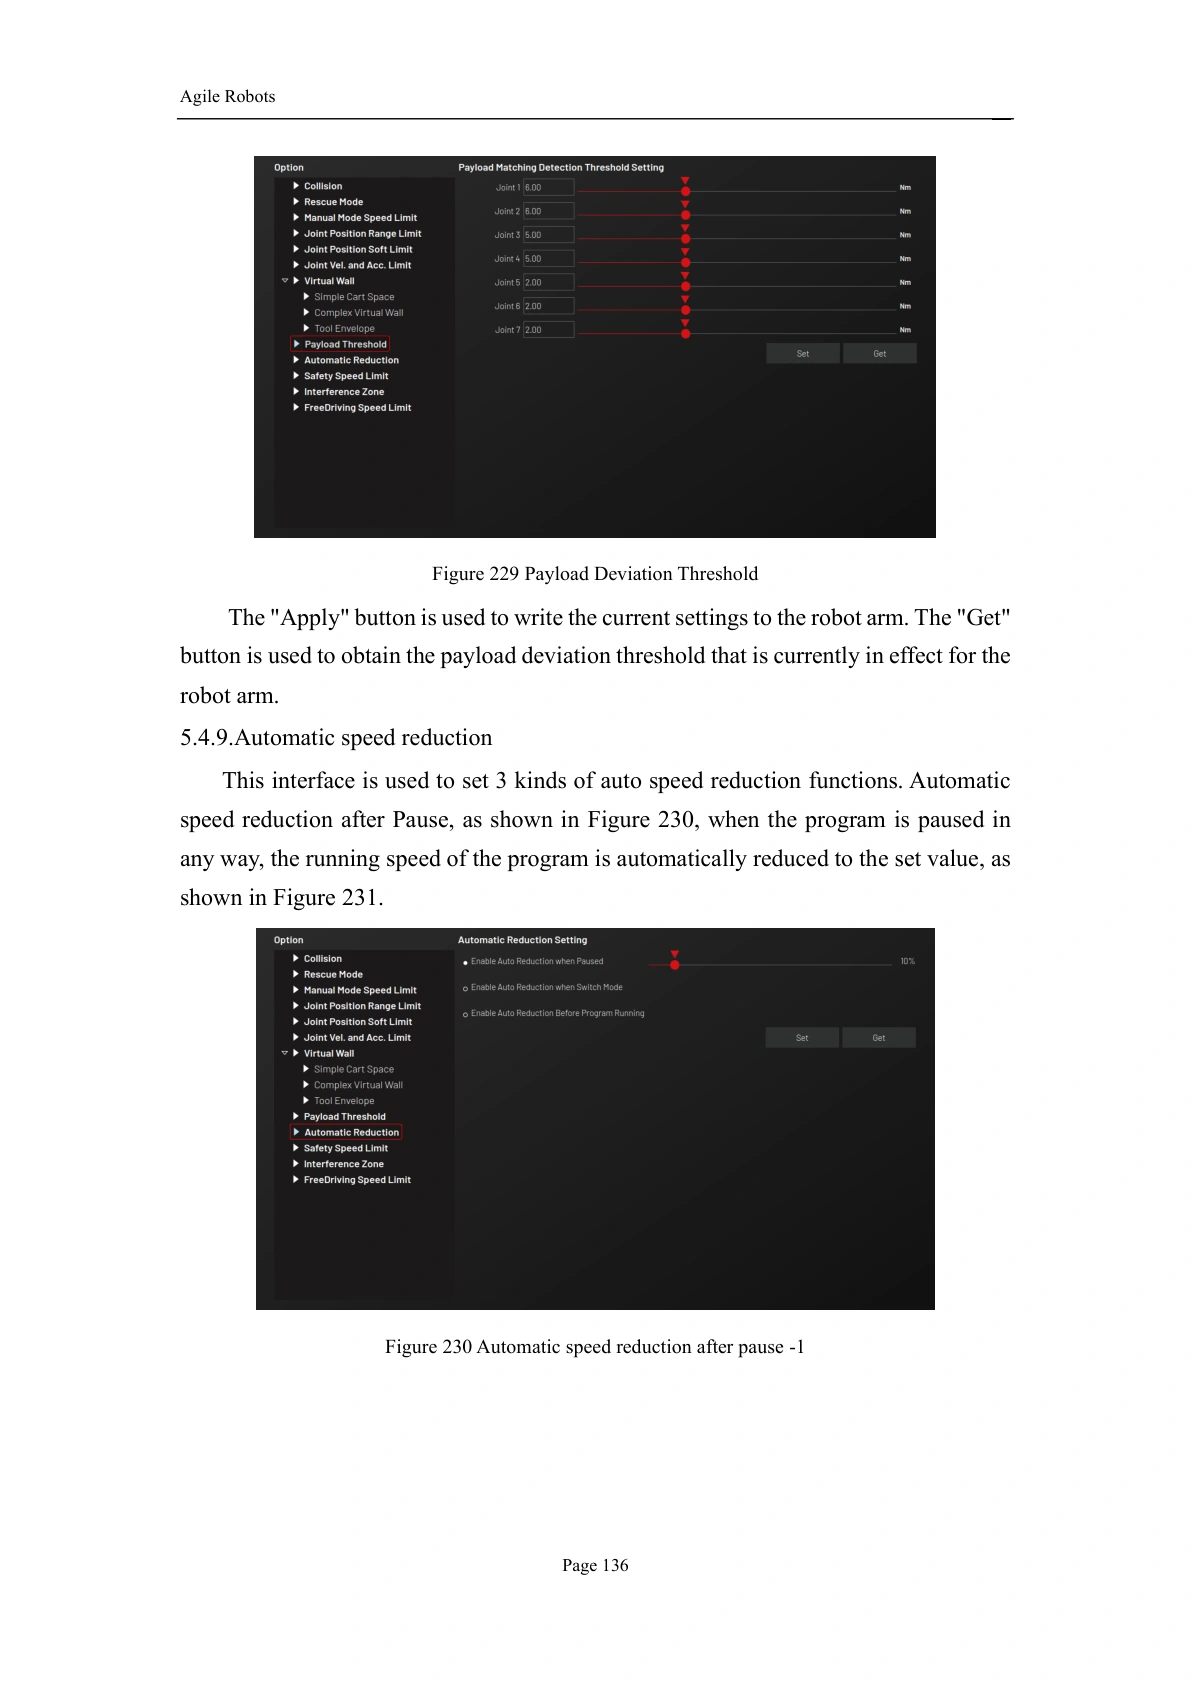 Agile Robots
Option
Collision
Rescue Mode
Manual Mode Speed Limit
Joint Position Range Limit
Joint Position Soft Limit
Joint Vel. and Acc. Limit
Virtual Wall
Simple Cart Space
Complex Virtual Wall
Tool Envelope
Payload Threshold
Automatic Reduction
Safety Speed Limit
Interference Zone
FreeDriving Speed Limit
Payload Matching Detection Threshold Setting
Joint 1 6.00 Nm
Joint 2 6.00 Nm
Joint 3 5.00 Nm
Joint 4 5.00 Nm
Joint 5 2.00 Nm
Joint 6 2.00 Nm
Joint 7 2.00 Nm
Set Get
Figure 229 Payload Deviation Threshold
The "Apply" button is used to write the current settings to the robot arm. The "Get"
button is used to obtain the payload deviation threshold that is currently in effect for the
robot arm.
5.4.9.Automatic speed reduction
This interface is used to set 3 kinds of auto speed reduction functions. Automatic
speed reduction after Pause, as shown in Figure 230, when the program is paused in
any way, the running speed of the program is automatically reduced to the set value, as
shown in Figure 231.
Option
Collision
Rescue Mode
Manual Mode Speed Limit
Joint Position Range Limit
Joint Position Soft Limit
Joint Vel. and Acc. Limit
Virtual Wall
Simple Cart Space
Complex Virtual Wall
Tool Envelope
Payload Threshold
Automatic Reduction
Safety Speed Limit
Interference Zone
FreeDriving Speed Limit
Automatic Reduction Setting
Enable Auto Reduction when Paused 10%
Enable Auto Reduction when Switch Mode
Enable Auto Reduction Before Program Running
Set Get
Figure 230 Automatic speed reduction after pause -1
Page 136